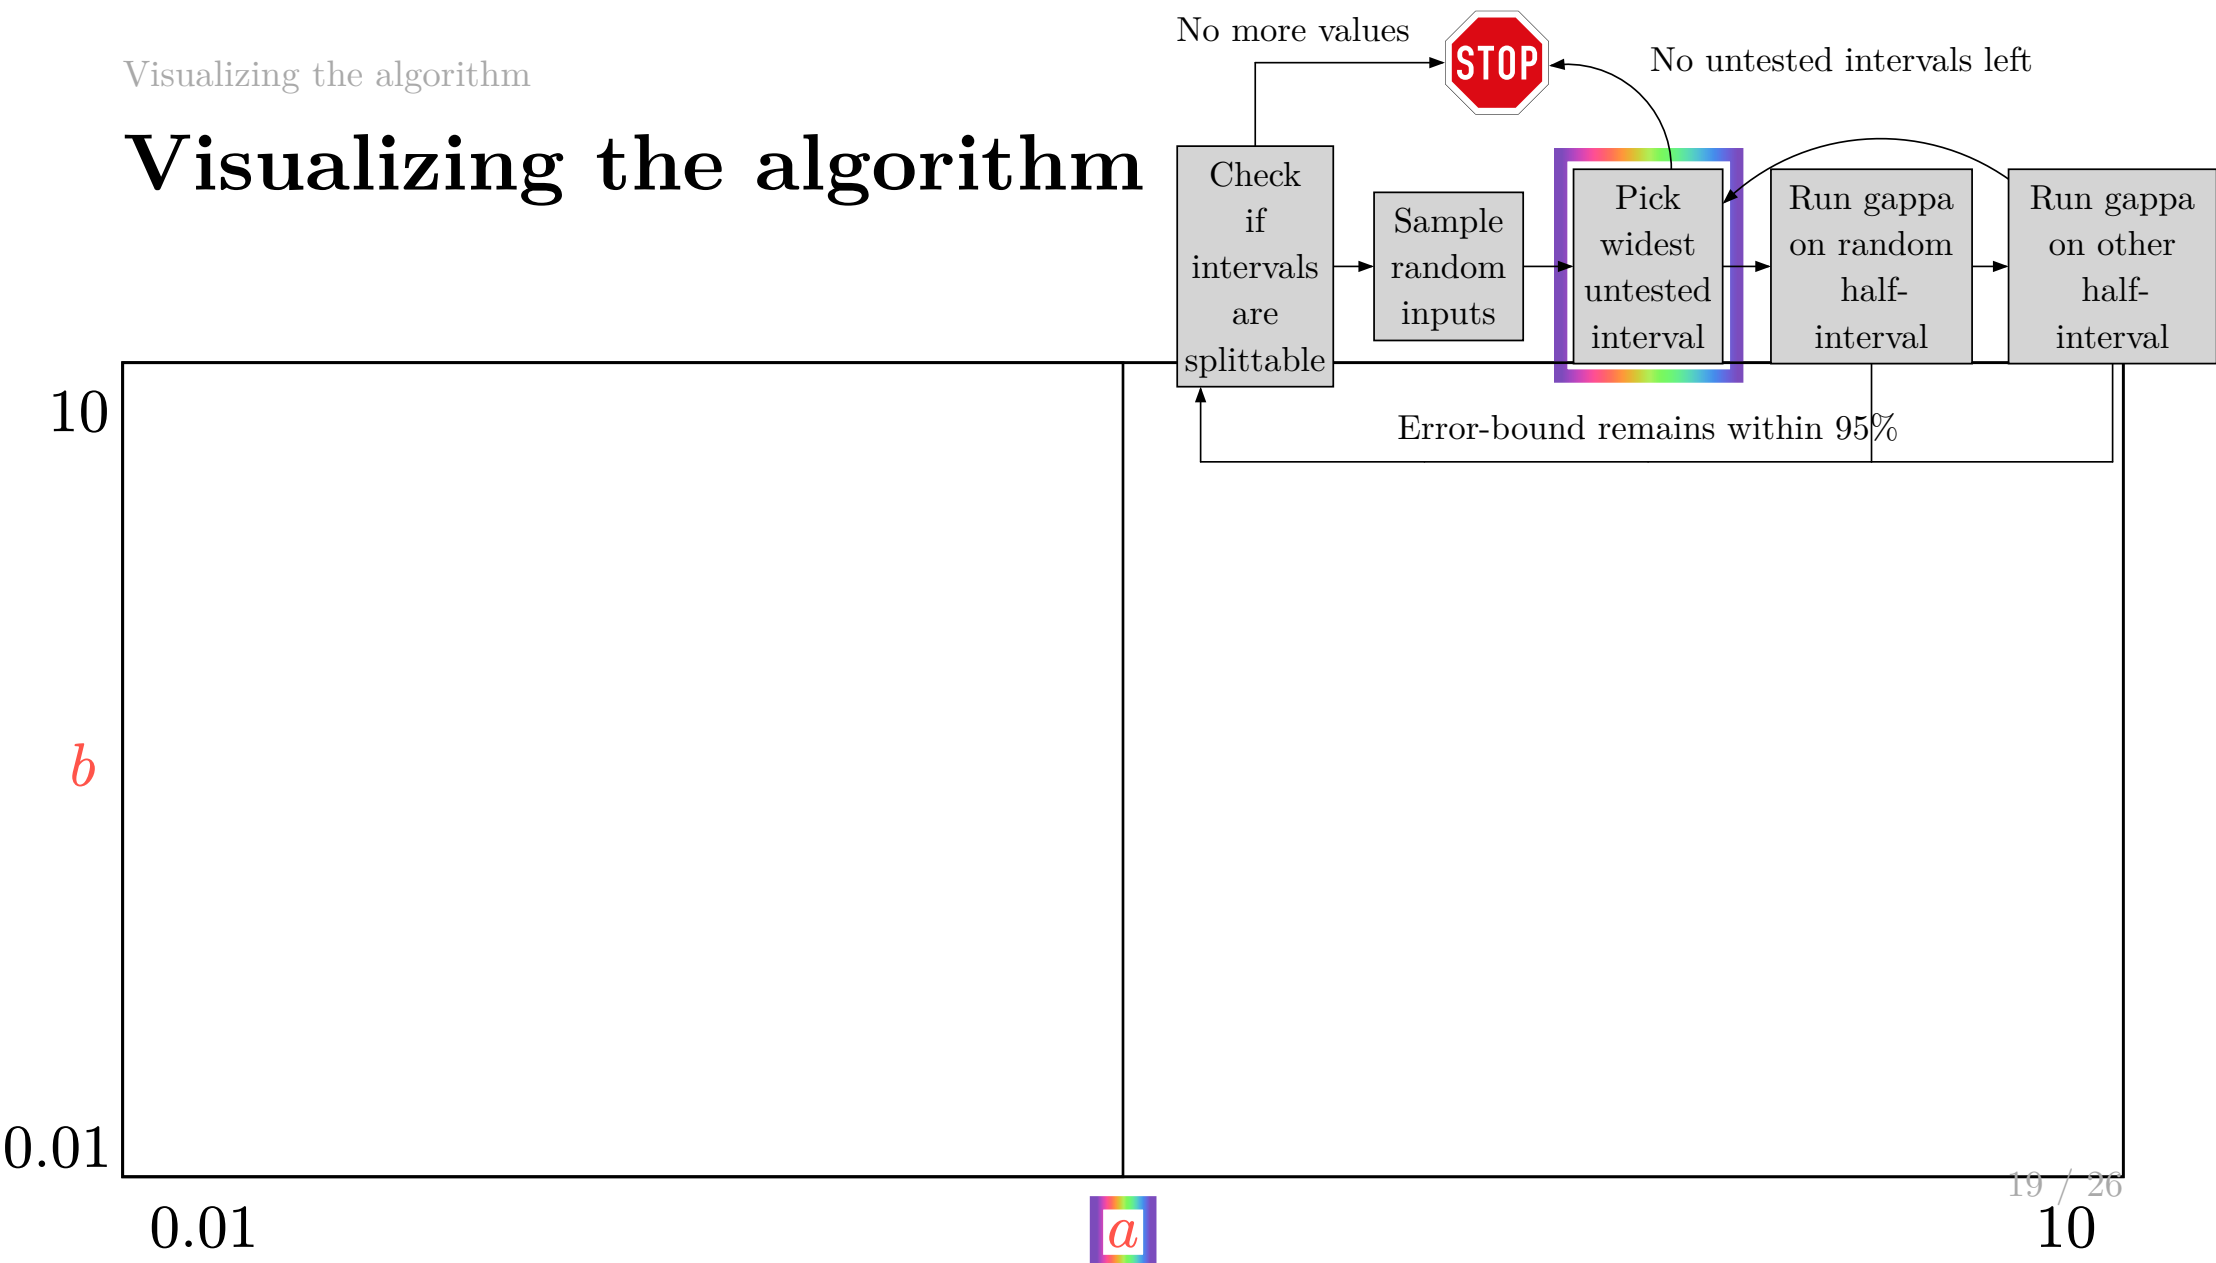 Visualizing the algorithm
Visualizing the algorithm
No more values
STOP
No untested intervals left
Check
if
intervals
are
splittable
Sample
random
inputs
Pick
widest
untested
interval
Run gappa
on random
half-
interval
Run gappa
on other
half-
interval
Error-bound remains within 95%
10
b
0.01
0.01
a
10
19 / 26